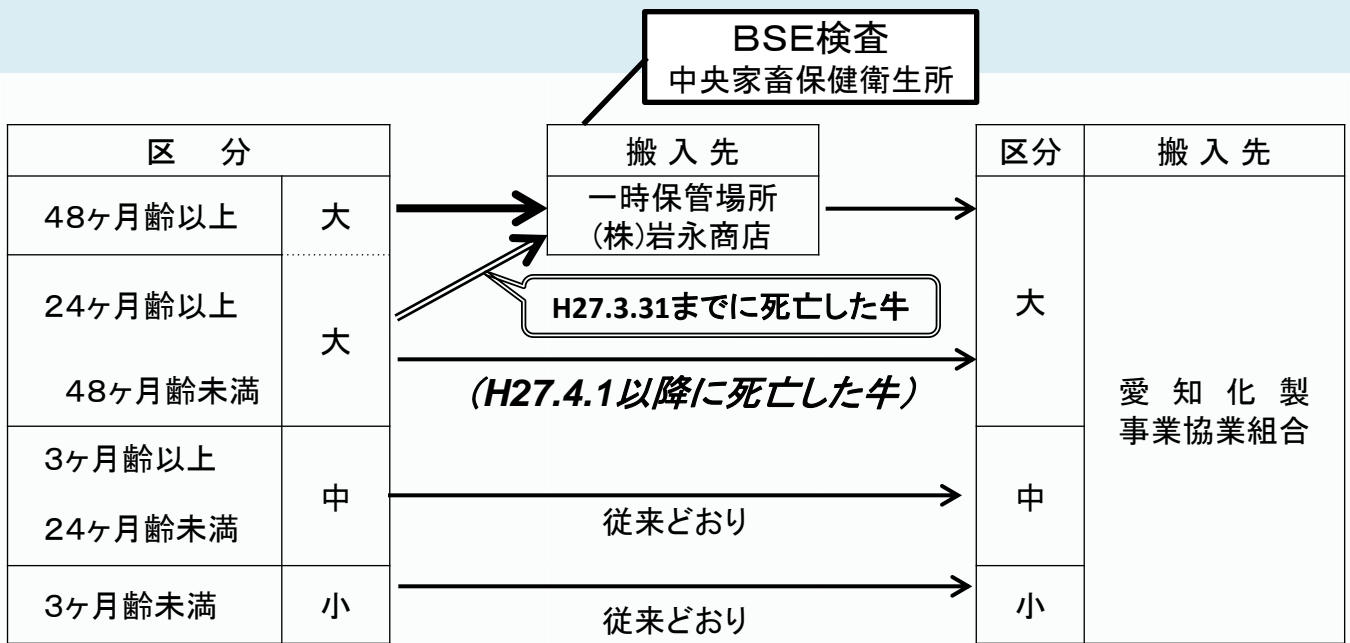 BSE検査
中央家畜保健衛生所
区 分
搬入先
区分
搬入先
48ヶ月齢以上
大
一時保管場所
(株)岩永商店
24ヶ月齢以上
48ヶ月齢未満
大
H27.3.31までに死亡した牛
(H27.4.1以降に死亡した牛)
大
愛知化製
事業協業組合
3ヶ月齢以上
24ヶ月齢未満
中
従来どおり
中
3ヶ月齢未満
小
従来どおり
小